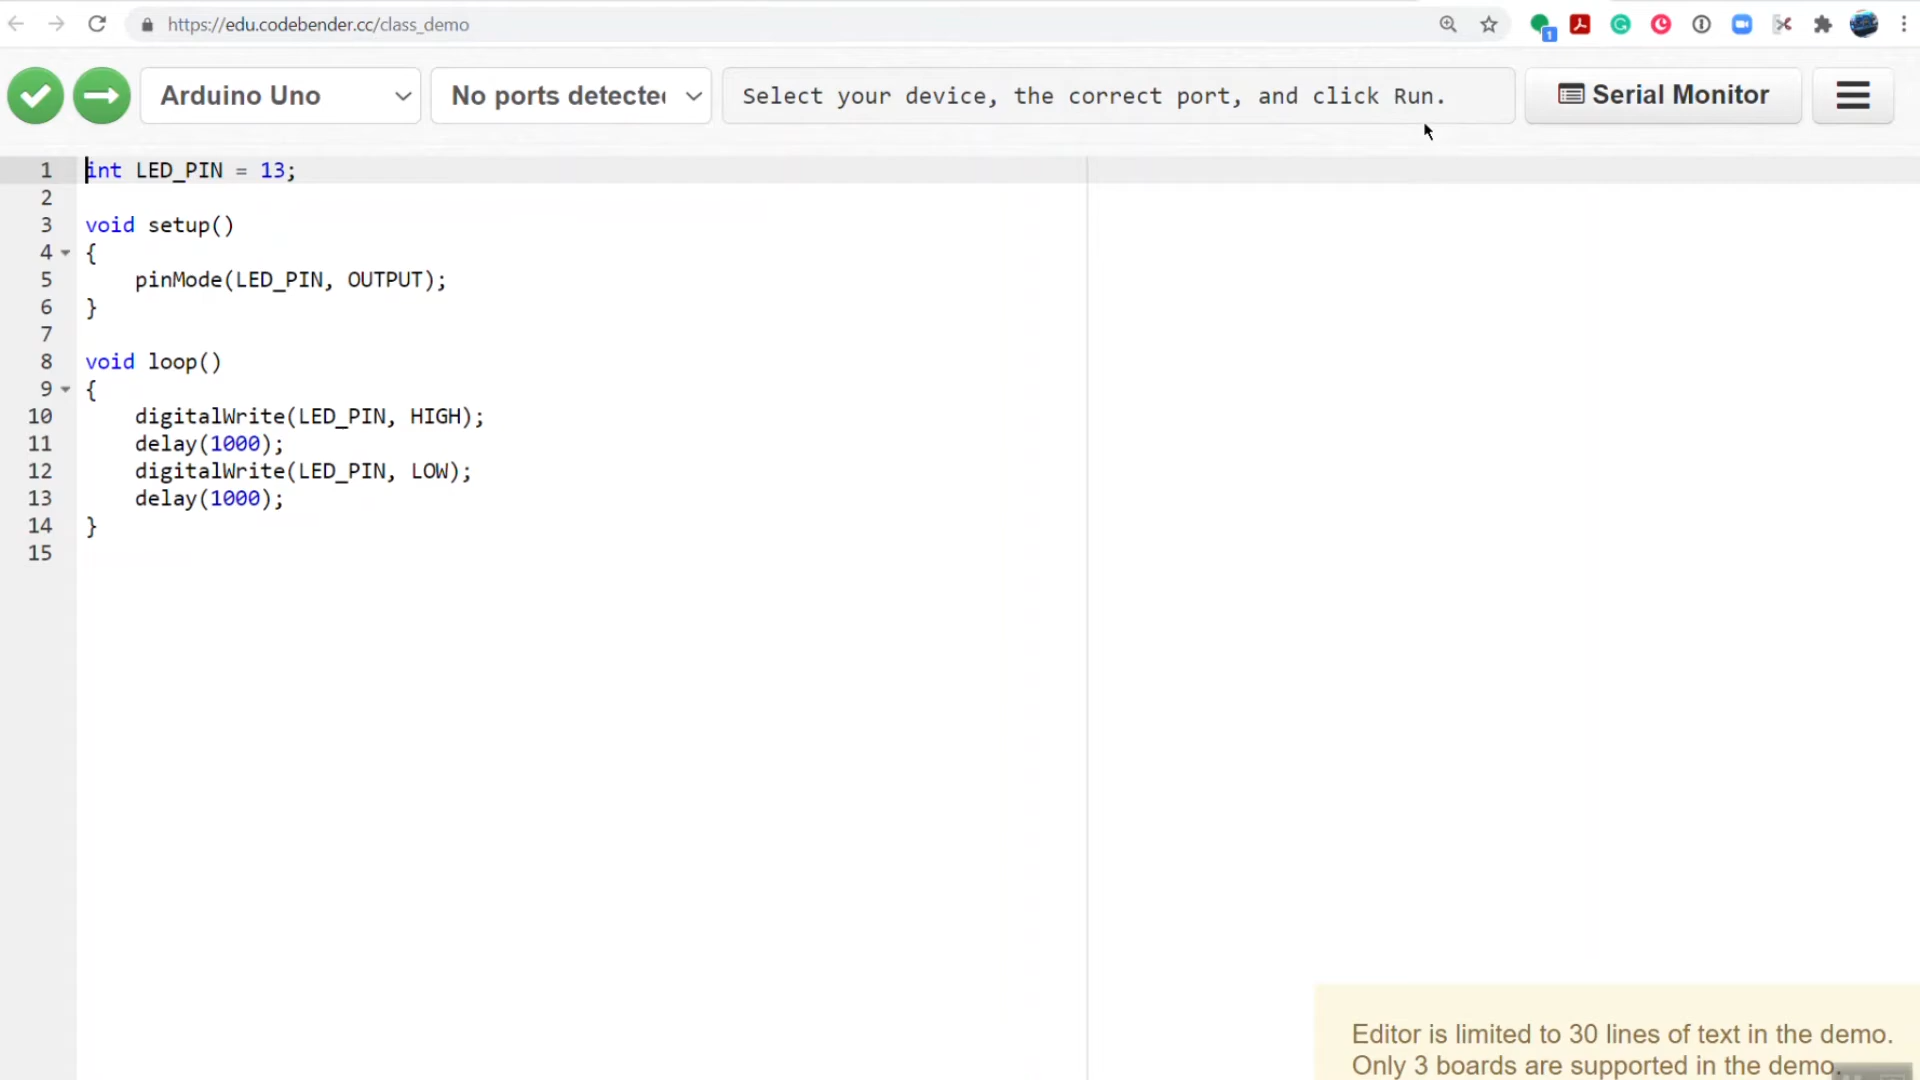 https://edu.codebender.cc/class_demo
1
Arduino Uno
No ports detecte
Select your device, the correct port, and click Run.
Serial Monitor
1 int LED_PIN = 13;
2
3 void setup()
4 {
5 pinMode(LED_PIN, OUTPUT);
6 }
7
8 void loop()
9 {
10 digitalWrite(LED_PIN, HIGH);
11 delay(1000);
12 digitalWrite(LED_PIN, LOW);
13 delay(1000);
14 }
15
Editor is limited to 30 lines of text in the demo.
Only 3 boards are supported in the demo.